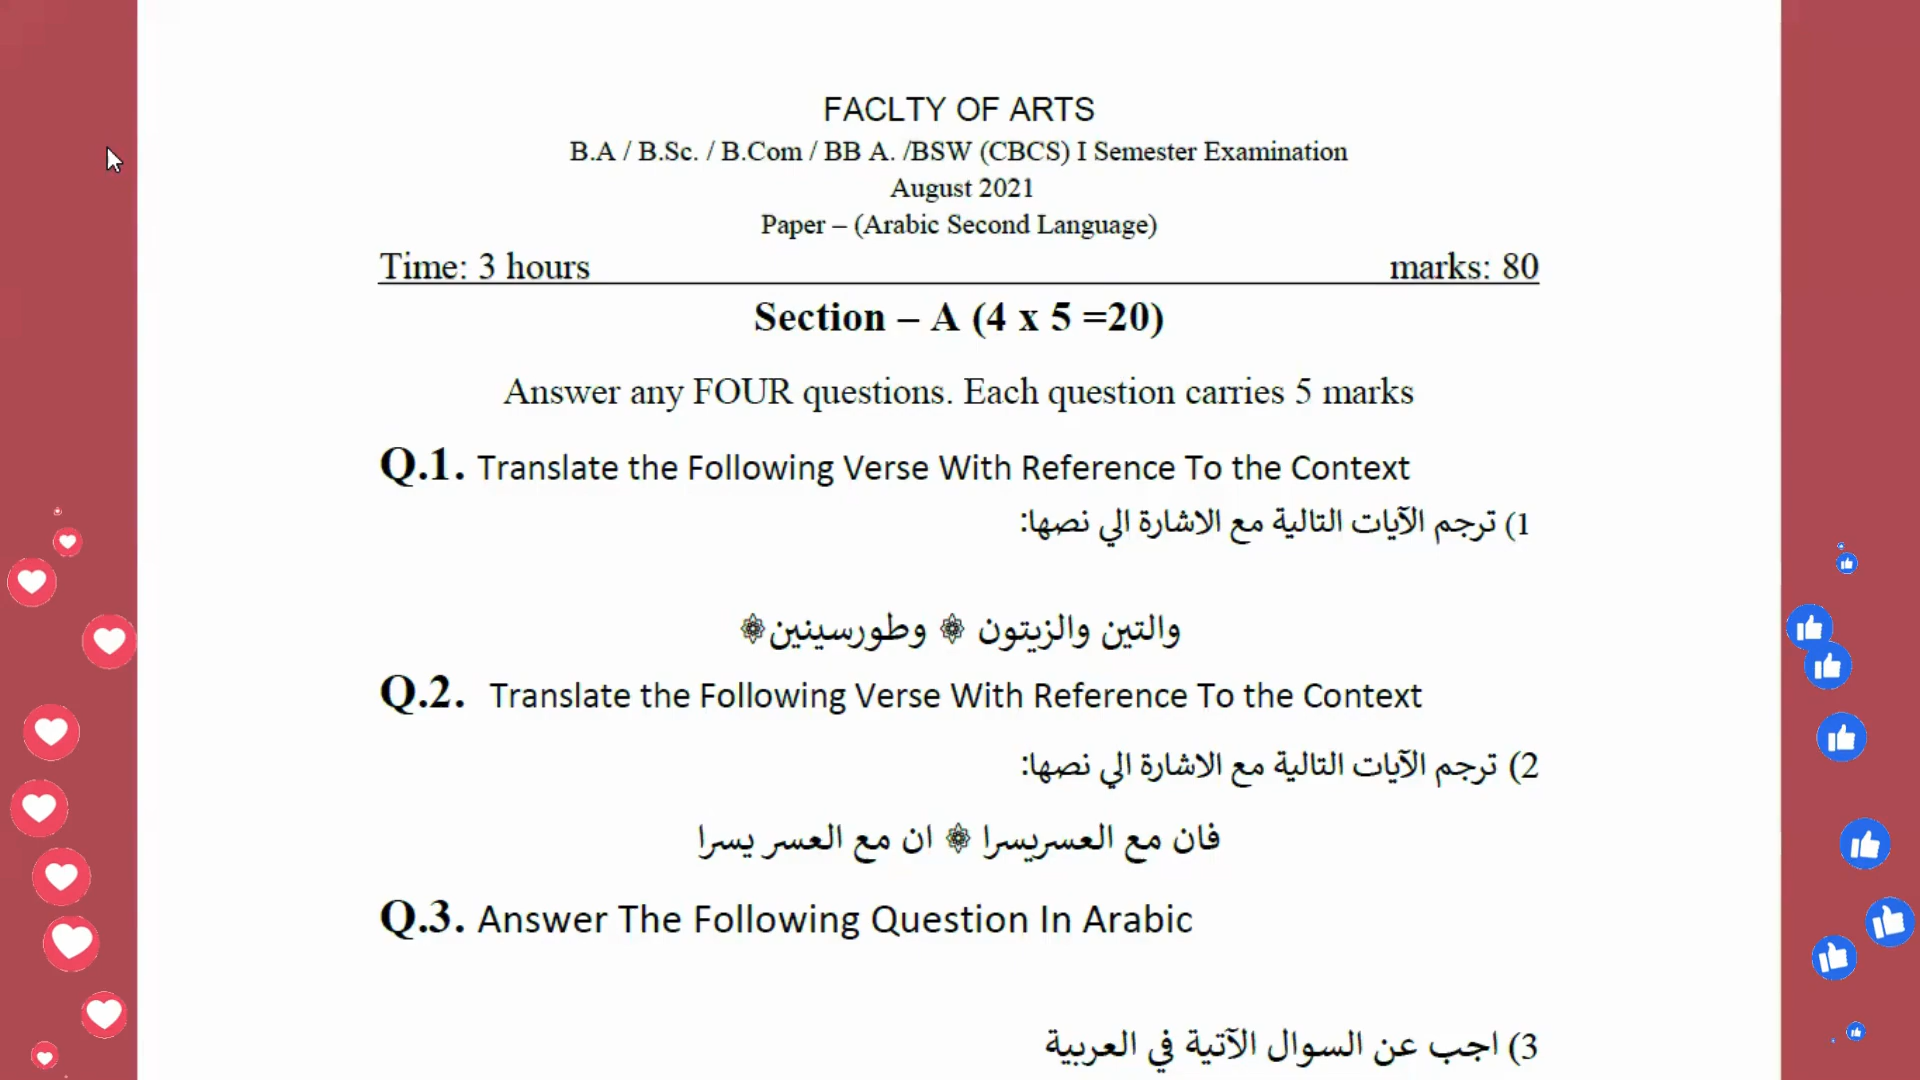 FACLTY OF ARTS
B.A / B.Sc. / B.Com / BB A. /BSW (CBCS) I Semester Examination
August 2021
Paper – (Arabic Second Language)
Time: 3 hours marks: 80
Section – A (4 x 5 =20)
Answer any FOUR questions. Each question carries 5 marks
Q.1. Translate the Following Verse With Reference To the Context
1) ترجم الآيات التالية مع الاشارة الي نصها:
والتين والزيتون ۞ وطورسينين۞
Q.2. Translate the Following Verse With Reference To the Context
2) ترجم الآيات التالية مع الاشارة الي نصها:
فان مع العسريسرا ۞ ان مع العسر يسرا
Q.3. Answer The Following Question In Arabic
3) اجب عن السوال الآتية في العربية